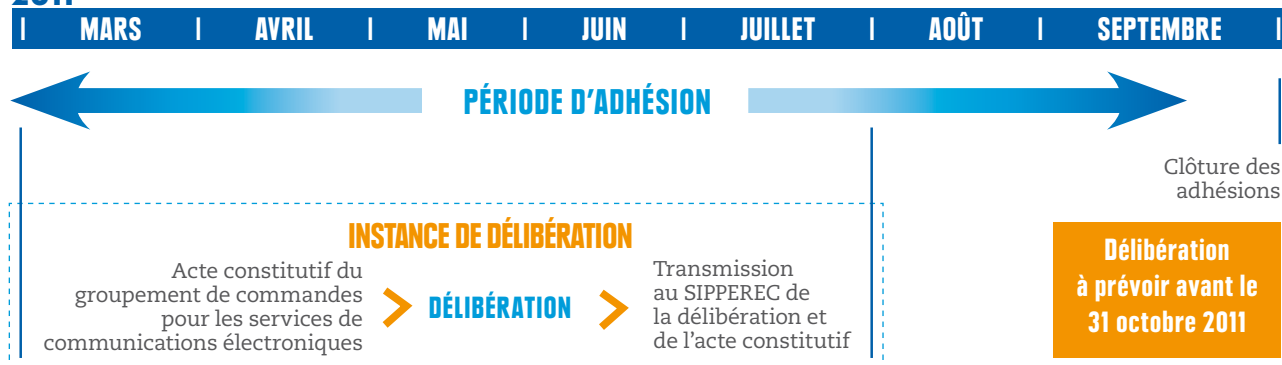 2011
MARS AVRIL MAI JUIN JUILLET AOÛT SEPTEMBRE
PÉRIODE D'ADHÉSION
Clôture des
adhésions
INSTANCE DE DÉLIBÉRATION
Acte constitutif du
groupement de commandes
pour les services de
communications électroniques
DÉLIBÉRATION
Transmission
au SIPPEREC de
la délibération et
de l'acte constitutif
Délibération
à prévoir avant le
31 octobre 2011